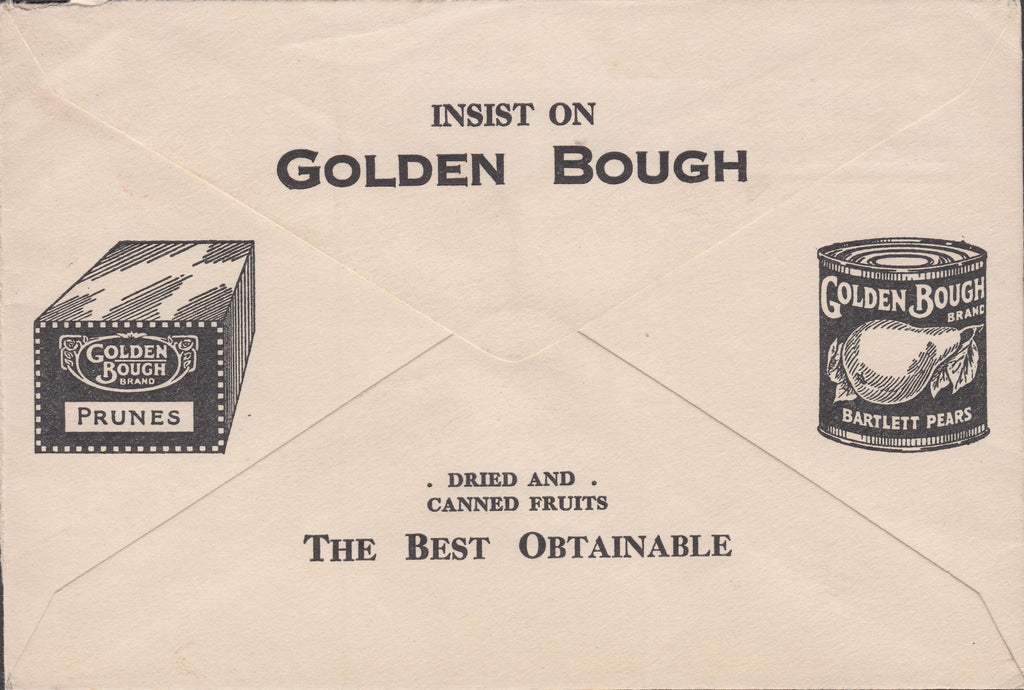 INSIST ON
GOLDEN BOUGH
GOLDEN
BOUGH
BRAND
PRUNES
GOLDEN BOUGH
BRAND
BARTLETT PEARS
. DRIED AND .
CANNED FRUITS
THE BEST OBTAINABLE